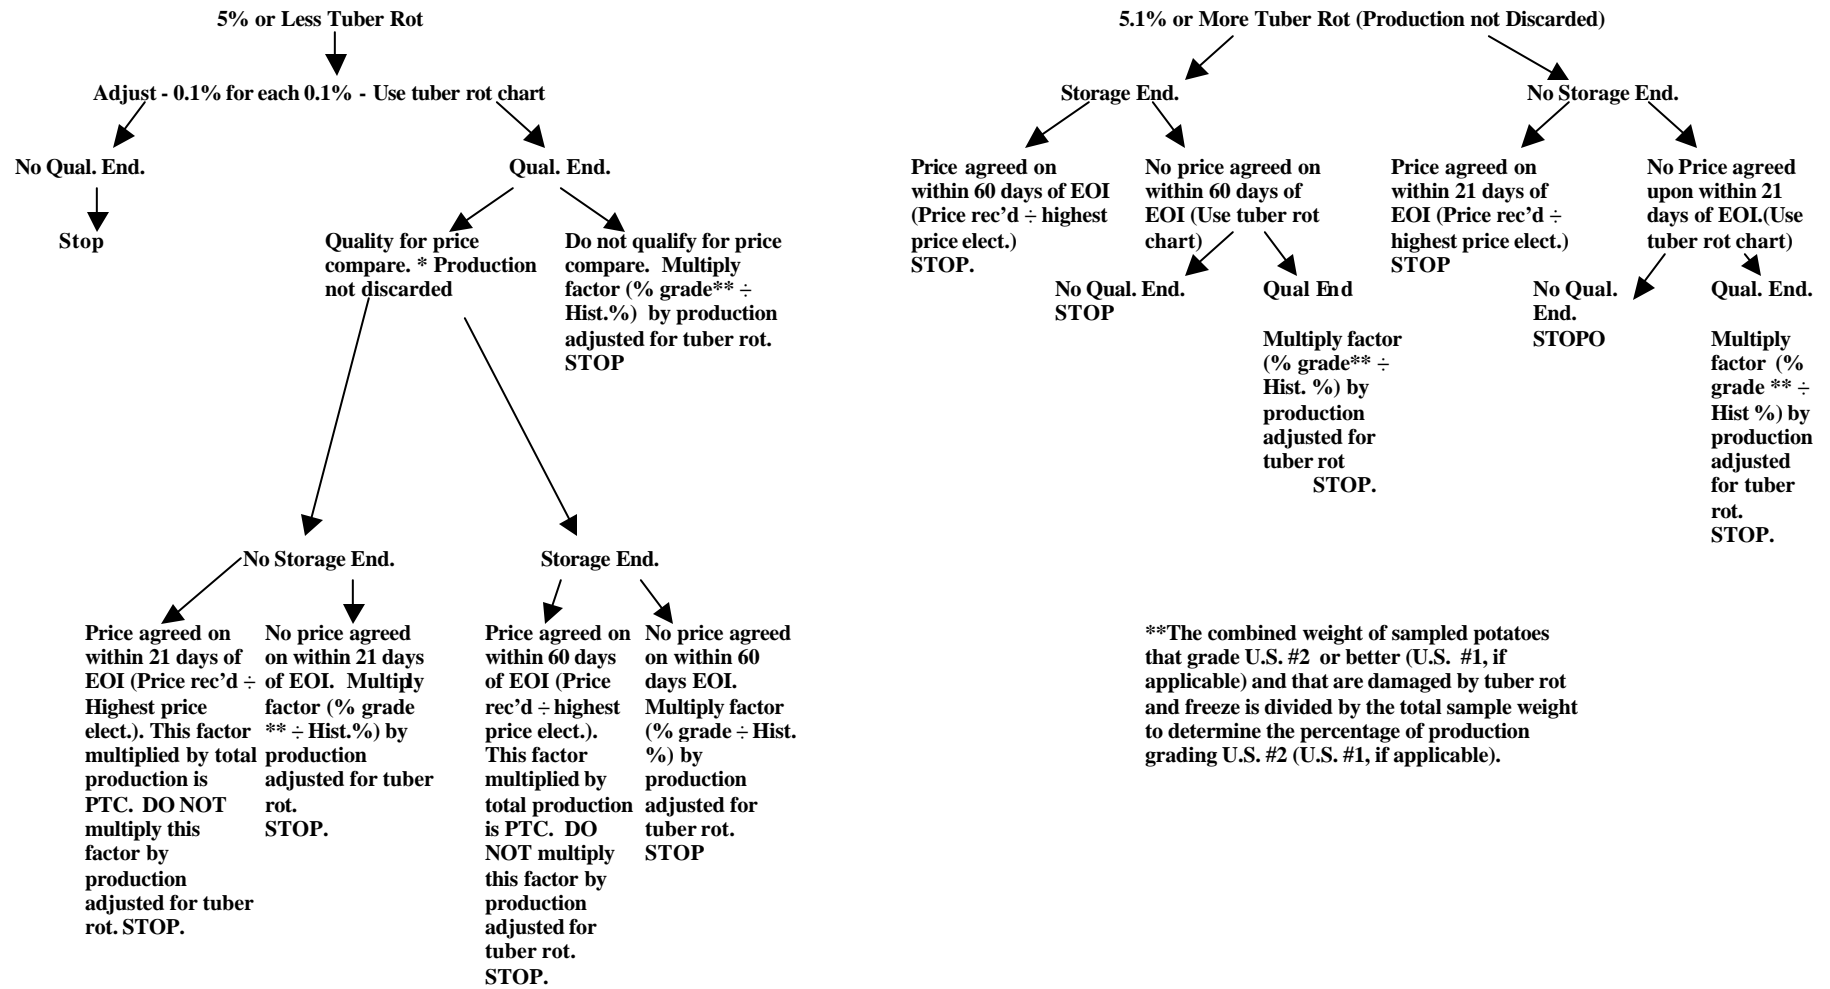 5% or Less Tuber Rot
Adjust - 0.1% for each 0.1% - Use tuber rot chart
No Qual. End.
Stop
Qual. End.
Quality for price
compare. * Production
not discarded
Do not qualify for price
compare. Multiply
factor (% grade** ÷
Hist.%) by production
adjusted for tuber rot.
STOP
No Storage End.
Storage End.
Price agreed on
within 21 days of
EOI (Price rec’d ÷
Highest price
elect.). This factor
multiplied by total
production is
PTC. DO NOT
multiply this
factor by
production
adjusted for tuber
rot. STOP.
No price agreed
on within 21 days
of EOI. Multiply
factor (% grade
** ÷ Hist.%) by
production
adjusted for tuber
rot.
STOP.
Price agreed on
within 60 days
of EOI (Price
rec’d ÷ highest
price elect.).
This factor
multiplied by
total production
is PTC. DO
NOT multiply
this factor by
production
adjusted for
tuber rot.
STOP.
No price agreed
on within 60
days EOI.
Multiply factor
(% grade ÷ Hist.
%) by
production
adjusted for
tuber rot.
STOP
5.1% or More Tuber Rot (Production not Discarded)
Storage End.
No Storage End.
Price agreed on
within 60 days of EOI
(Price rec’d ÷ highest
price elect.)
STOP.
No price agreed on
within 60 days of
EOI (Use tuber rot
chart)
No Qual. End.
STOP
Qual End
Multiply factor
(% grade** ÷
Hist. %) by
production
adjusted for
tuber rot
STOP.
Price agreed on
within 21 days of
EOI (Price rec’d ÷
highest price elect.)
STOP
No Price agreed
upon within 21
days of EOI.(Use
tuber rot chart)
No Qual.
End.
STOPO
Qual. End.
Multiply
factor (%
grade ** ÷
Hist %) by
production
adjusted
for tuber
rot.
STOP.
**The combined weight of sampled potatoes
that grade U.S. #2 or better (U.S. #1, if
applicable) and that are damaged by tuber rot
and freeze is divided by the total sample weight
to determine the percentage of production
grading U.S. #2 (U.S. #1, if applicable).